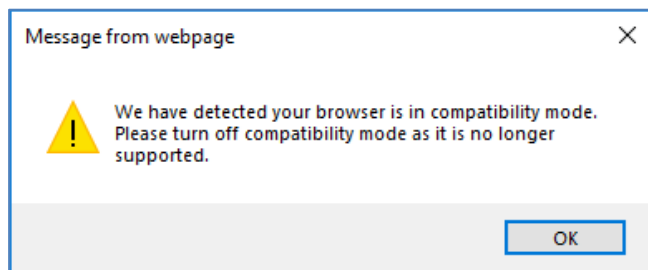 Message from webpage
We have detected your browser is in compatibility mode.
Please turn off compatibility mode as it is no longer
supported.
OK